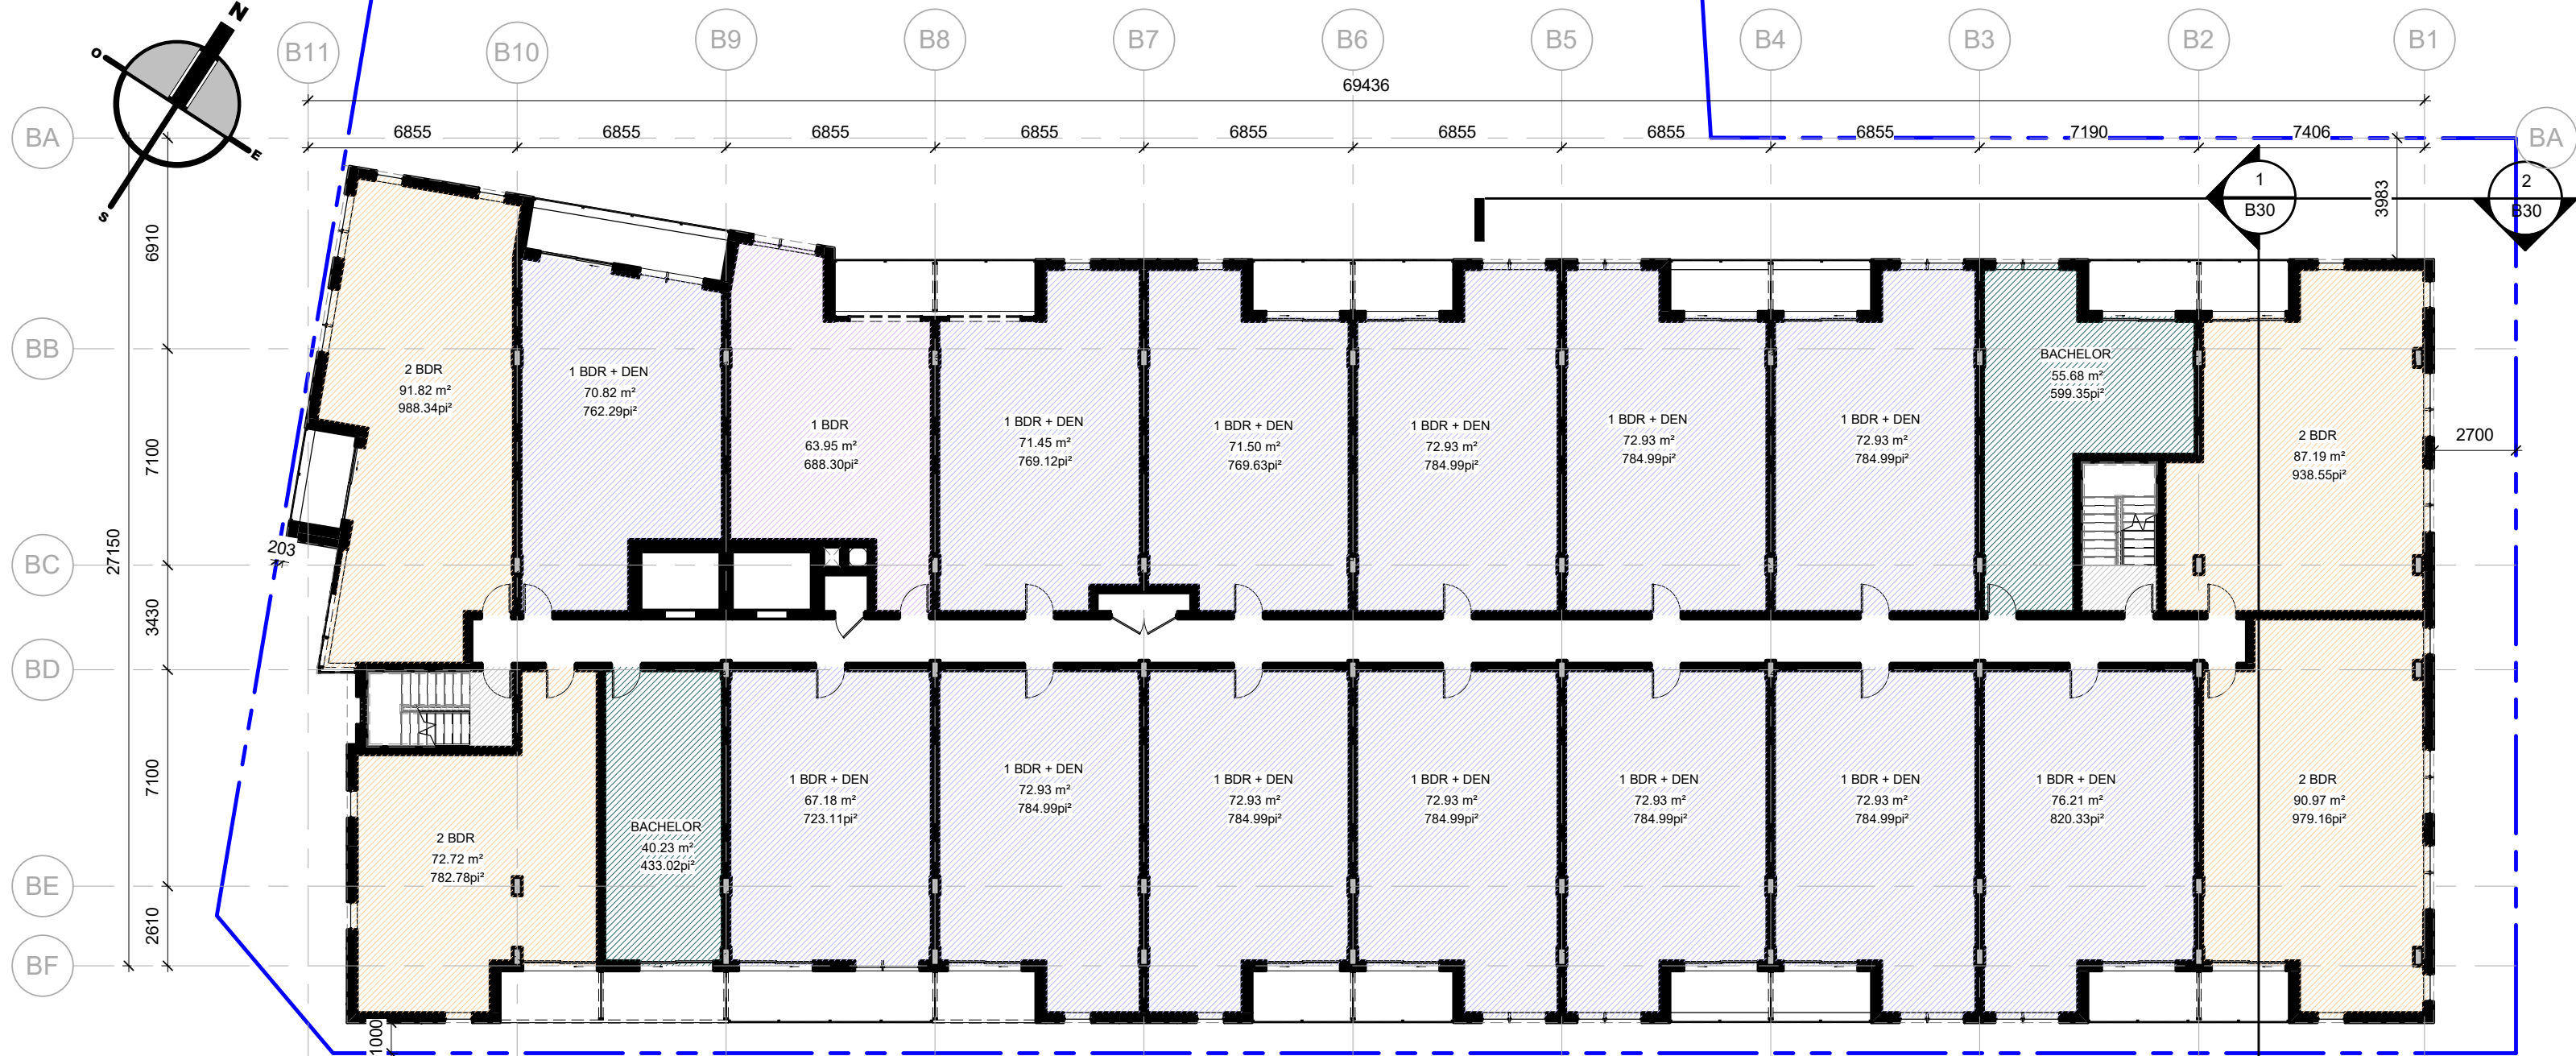 N
O
E
S
B11
B10
B9
B8
B7
B6
B5
B4
B3
B2
B1
69436
BA
6855
6855
6855
6855
6855
6855
6855
6855
7190
7406
BA
1
B30
2
B30
3983
6910
BB
2 BDR
91.82 m²
988.34pi²
1 BDR + DEN
70.82 m²
762.29pi²
1 BDR
63.95 m²
688.30pi²
1 BDR + DEN
71.45 m²
769.12pi²
1 BDR + DEN
71.50 m²
769.63pi²
1 BDR + DEN
72.93 m²
784.99pi²
1 BDR + DEN
72.93 m²
784.99pi²
1 BDR + DEN
72.93 m²
784.99pi²
BACHELOR
55.68 m²
599.35pi²
2 BDR
87.19 m²
938.55pi²
2700
7100
27150
203
BC
3430
BD
7100
2 BDR
72.72 m²
782.78pi²
BACHELOR
40.23 m²
433.02pi²
1 BDR + DEN
67.18 m²
723.11pi²
1 BDR + DEN
72.93 m²
784.99pi²
1 BDR + DEN
72.93 m²
784.99pi²
1 BDR + DEN
72.93 m²
784.99pi²
1 BDR + DEN
72.93 m²
784.99pi²
1 BDR + DEN
72.93 m²
784.99pi²
1 BDR + DEN
76.21 m²
820.33pi²
2 BDR
90.97 m²
979.16pi²
BE
2610
BF
1000